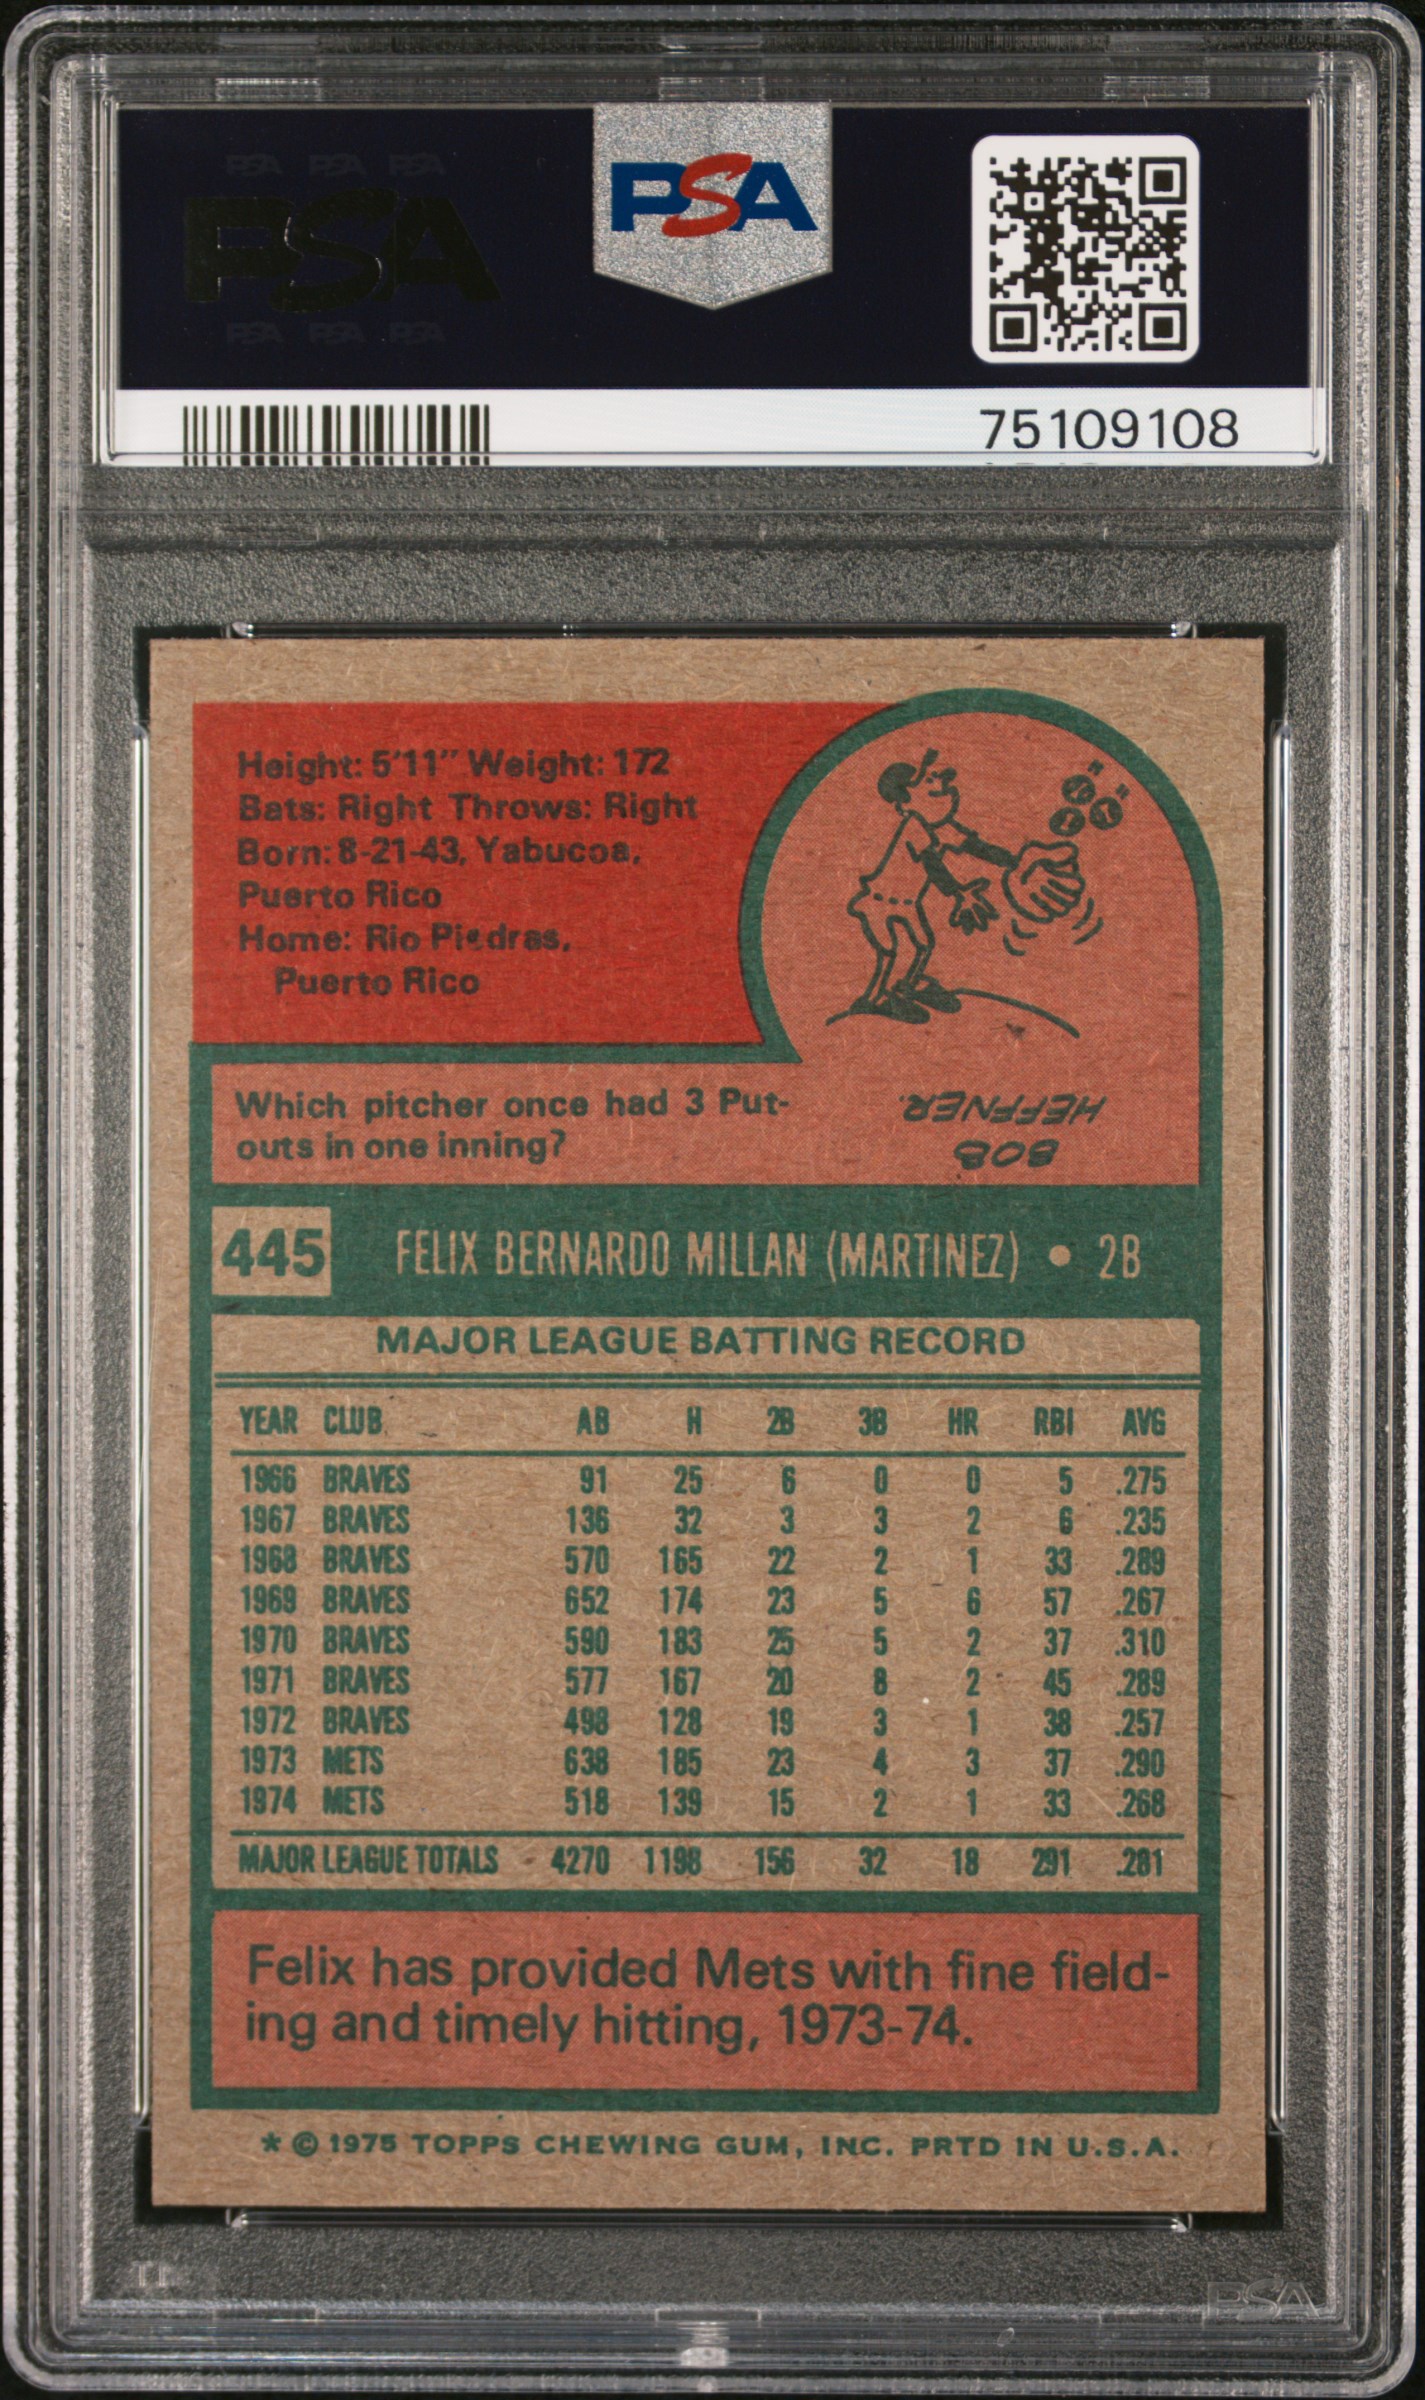 PSA PSA PSA
PSA
PSA PSA PSA
PSA
75109108
Height: 5'11" Weight: 172
Bats: Right Throws: Right
Born: 8-21-43, Yabucoa,
Puerto Rico
Home: Rio Piedras,
Puerto Rico
Which pitcher once had 3 Put-
outs in one inning?
BOB
HEFFNER.
445 FELIX BERNARDO MILLAN (MARTINEZ) • 2B
MAJOR LEAGUE BATTING RECORD
YEAR CLUB AB H 2B 3B HR RBI AVG
1966 BRAVES 91 25 6 0 0 5 .275
1967 BRAVES 136 32 3 3 2 6 .235
1968 BRAVES 570 165 22 2 1 33 .289
1969 BRAVES 652 174 23 5 6 57 .267
1970 BRAVES 590 183 25 5 2 37 .310
1971 BRAVES 577 167 20 8 2 45 .289
1972 BRAVES 498 128 19 3 1 38 .257
1973 METS 638 185 23 4 3 37 .290
1974 METS 518 139 15 2 1 33 .268
MAJOR LEAGUE TOTALS 4270 1198 156 32 18 291 .281
Felix has provided Mets with fine field-
ing and timely hitting, 1973-74.
* © 1975 TOPPS CHEWING GUM, INC. PRTD IN U.S.A.
PSA